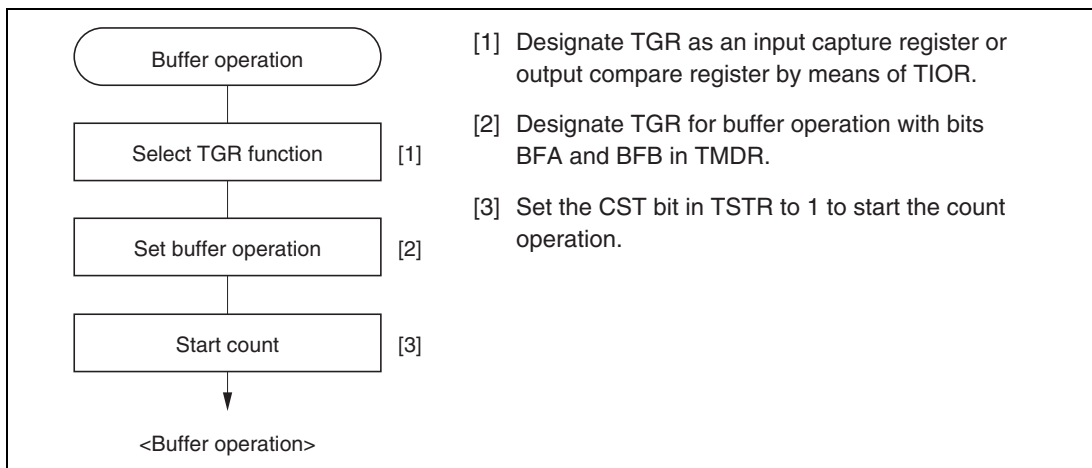 Buffer operation
Select TGR function [1]
Set buffer operation [2]
Start count [3]
<Buffer operation>
[1] Designate TGR as an input capture register or
output compare register by means of TIOR.
[2] Designate TGR for buffer operation with bits
BFA and BFB in TMDR.
[3] Set the CST bit in TSTR to 1 to start the count
operation.